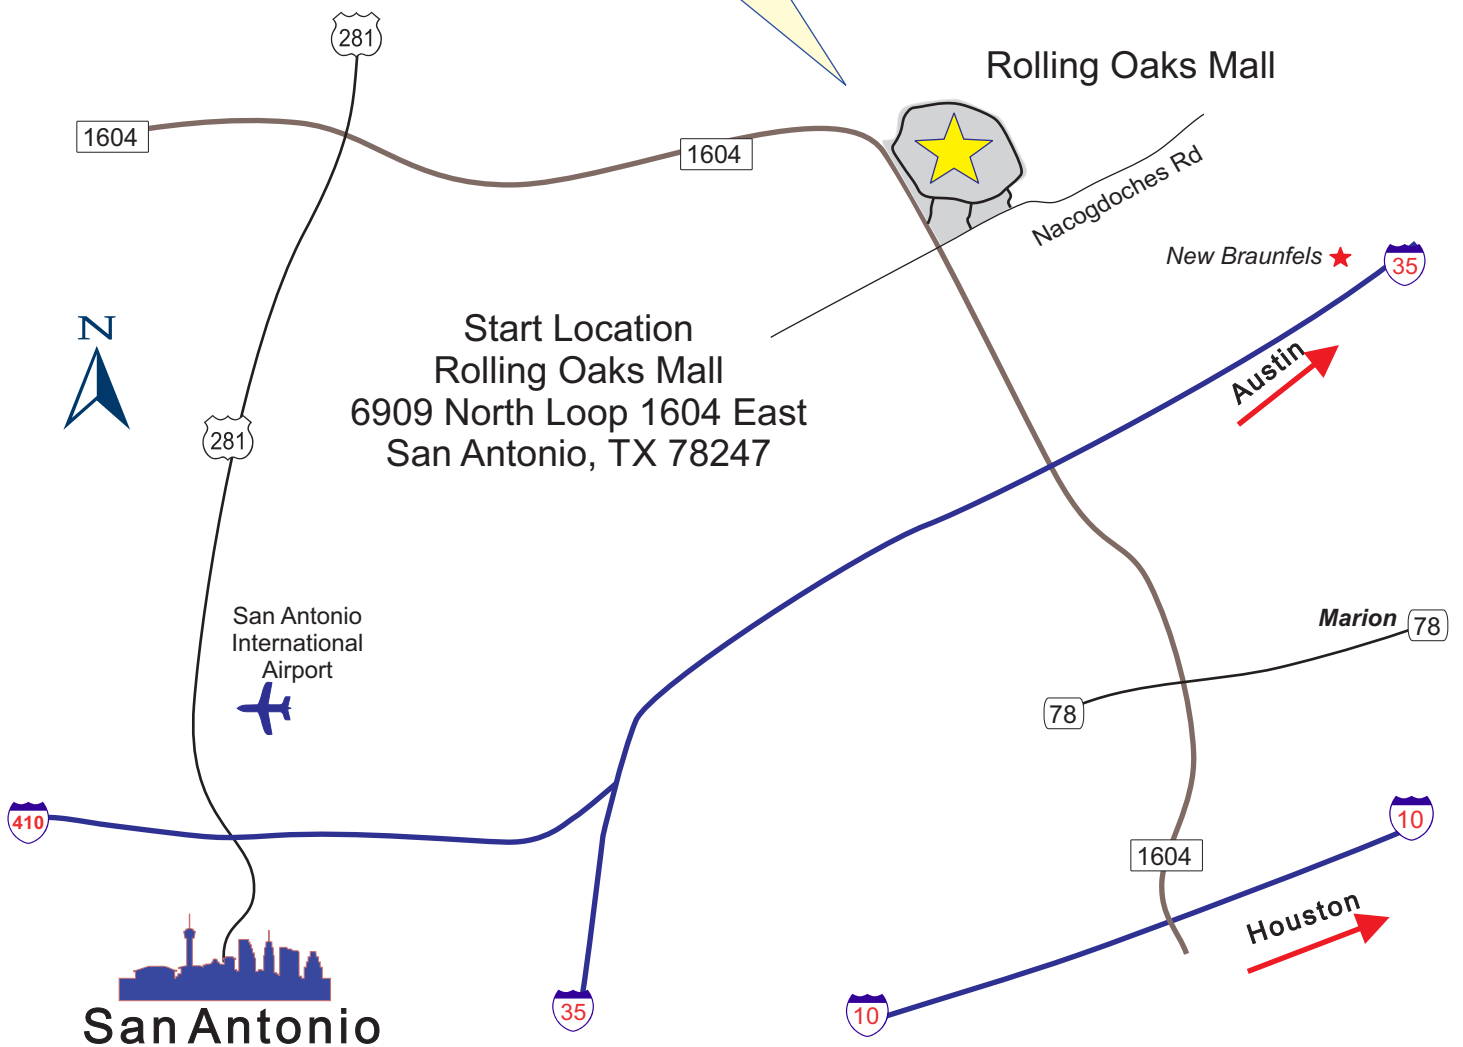 281
Rolling Oaks Mall
1604
1604
Nacogdoches Rd
New Braunfels
35
N
Start Location
Rolling Oaks Mall
6909 North Loop 1604 East
San Antonio, TX 78247
Austin
281
San Antonio
International
Airport
Marion
78
78
410
10
1604
Houston
35
10
San Antonio